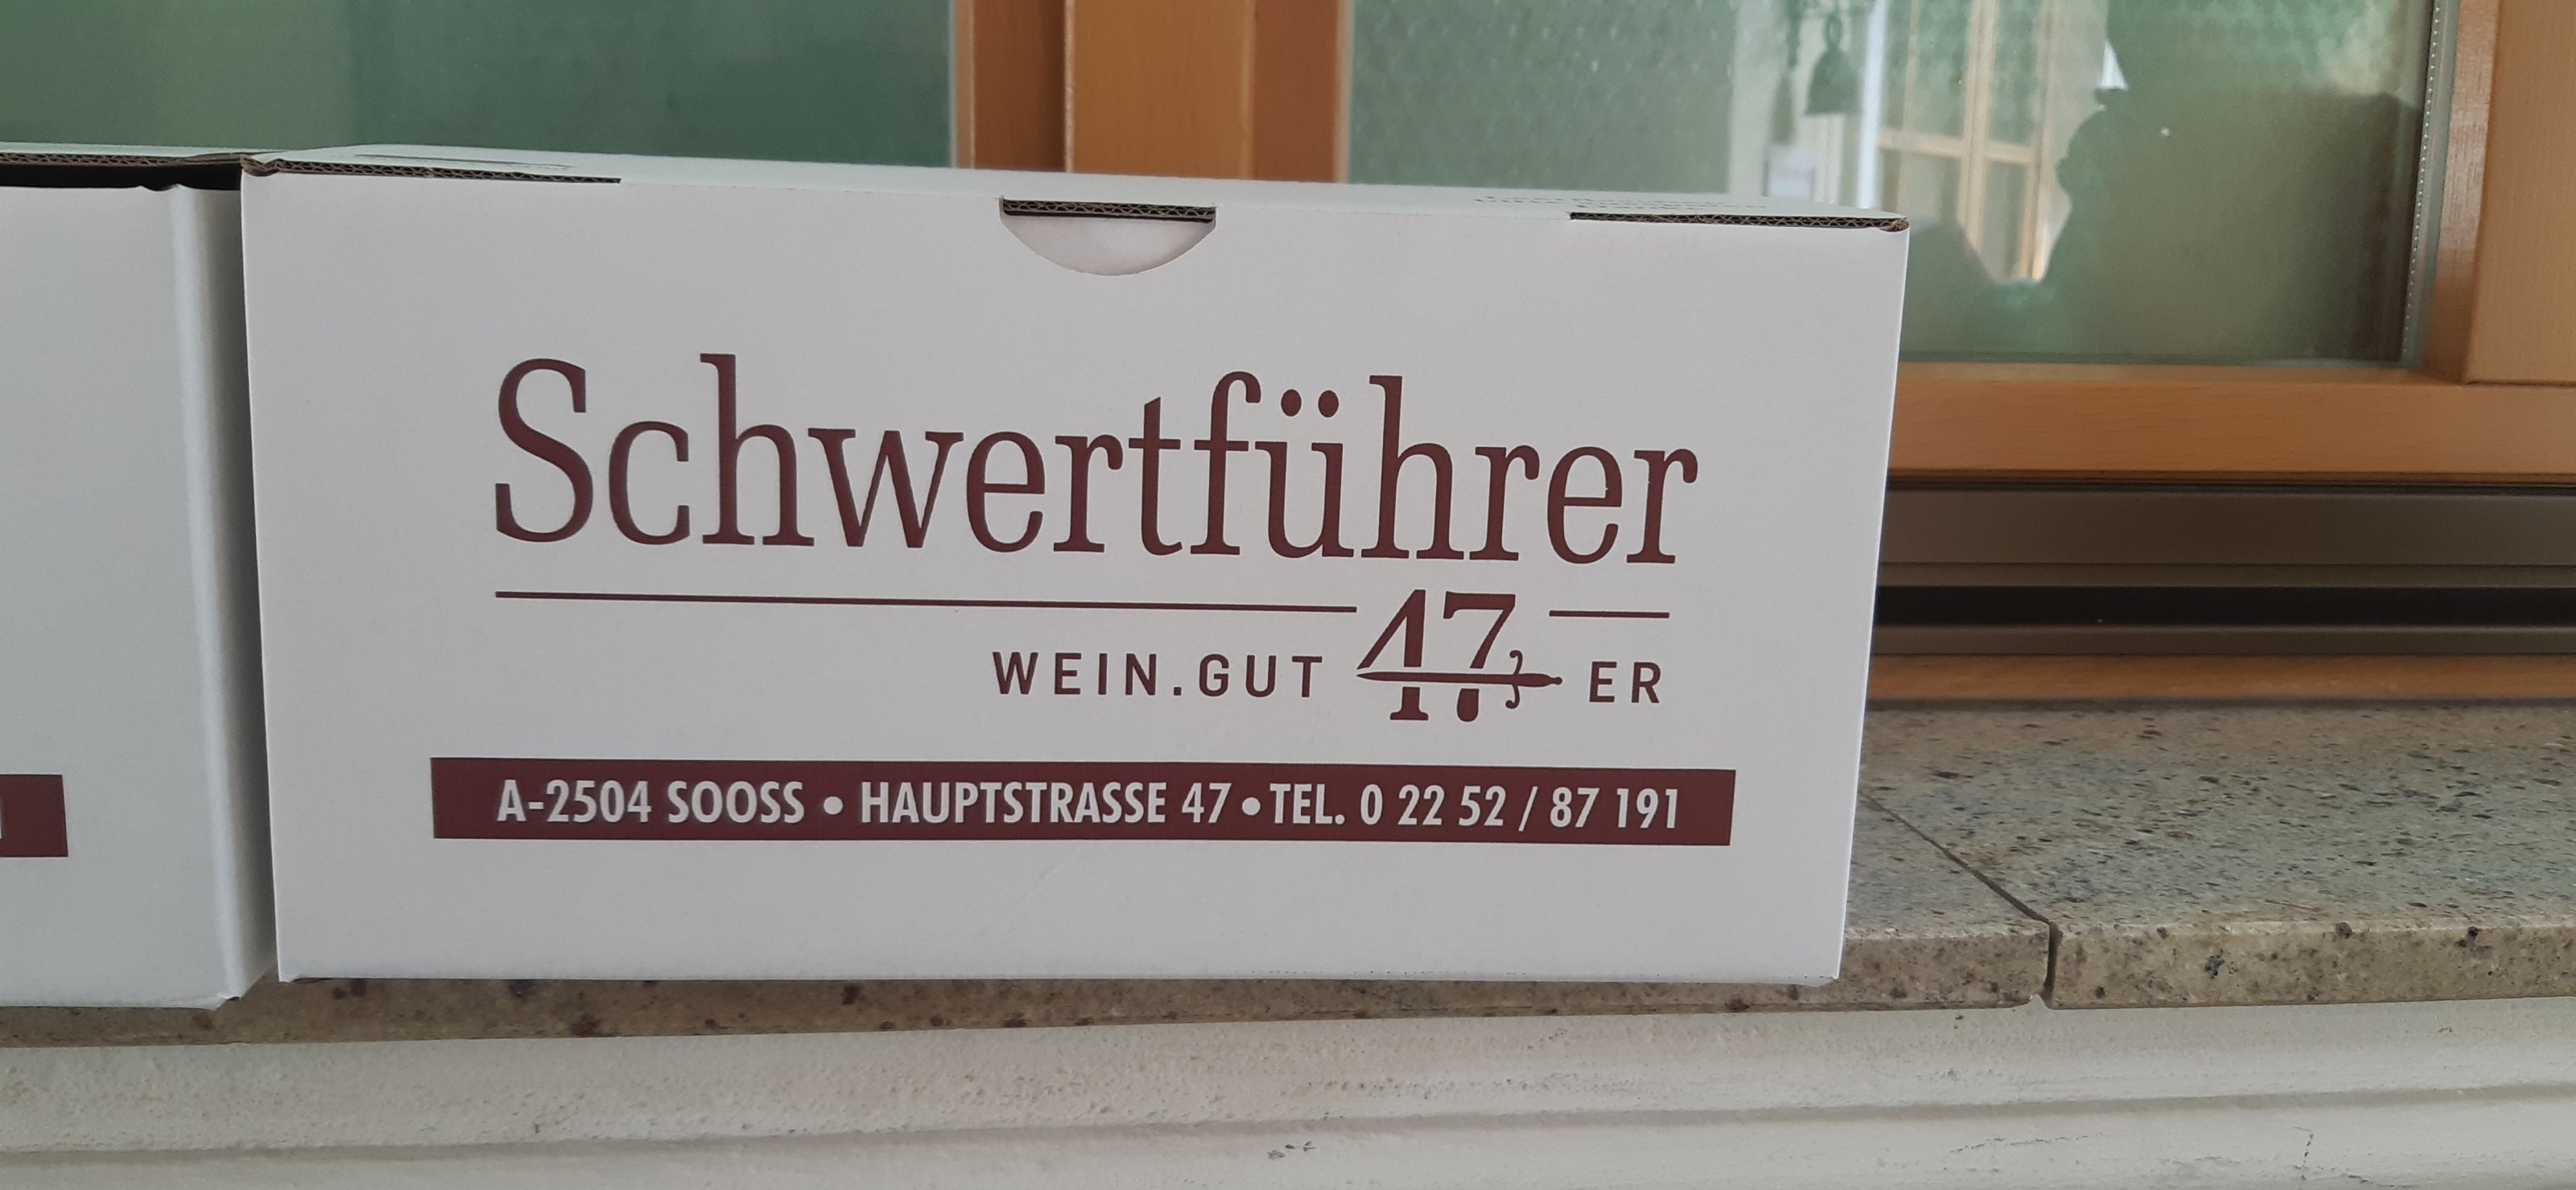 Schwertführer
WEIN.GUT 47 ER
A-2504 SOOSS • HAUPTSTRASSE 47 • TEL. 0 22 52 / 87 191